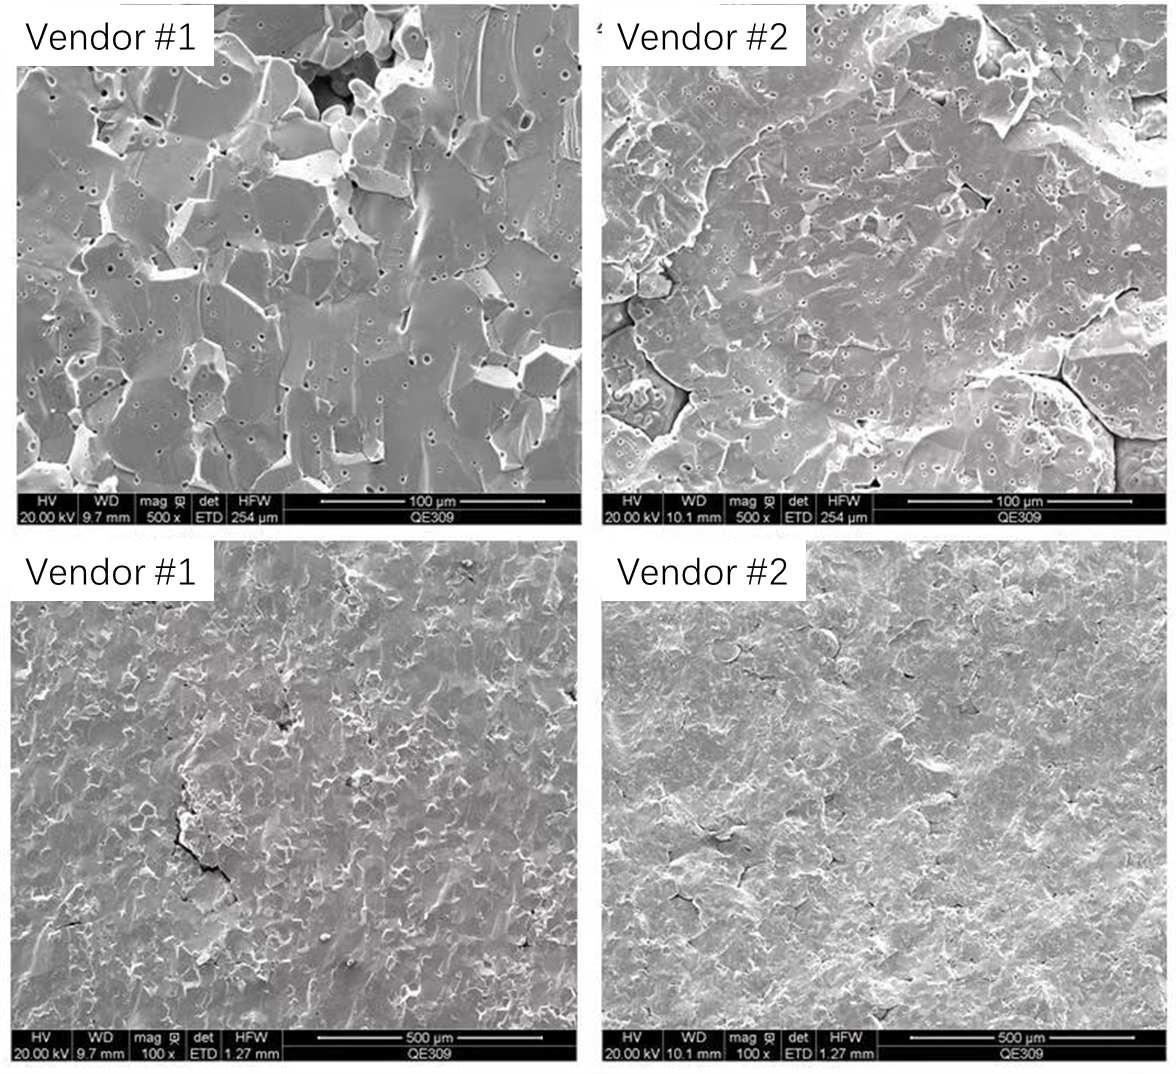 Vendor #1
Vendor #2
HV WD mag det HFW 100 µm
20.00 kV 9.7 mm 500 x ETD 254 µm QE309
HV WD mag det HFW 100 µm
20.00 kV 10.1 mm 500 x ETD 254 µm QE309
Vendor #1
Vendor #2
HV WD mag det HFW 500 µm
20.00 kV 9.7 mm 100 x ETD 1.27 mm QE309
HV WD mag det HFW 500 µm
20.00 kV 10.1 mm 100 x ETD 1.27 mm QE309